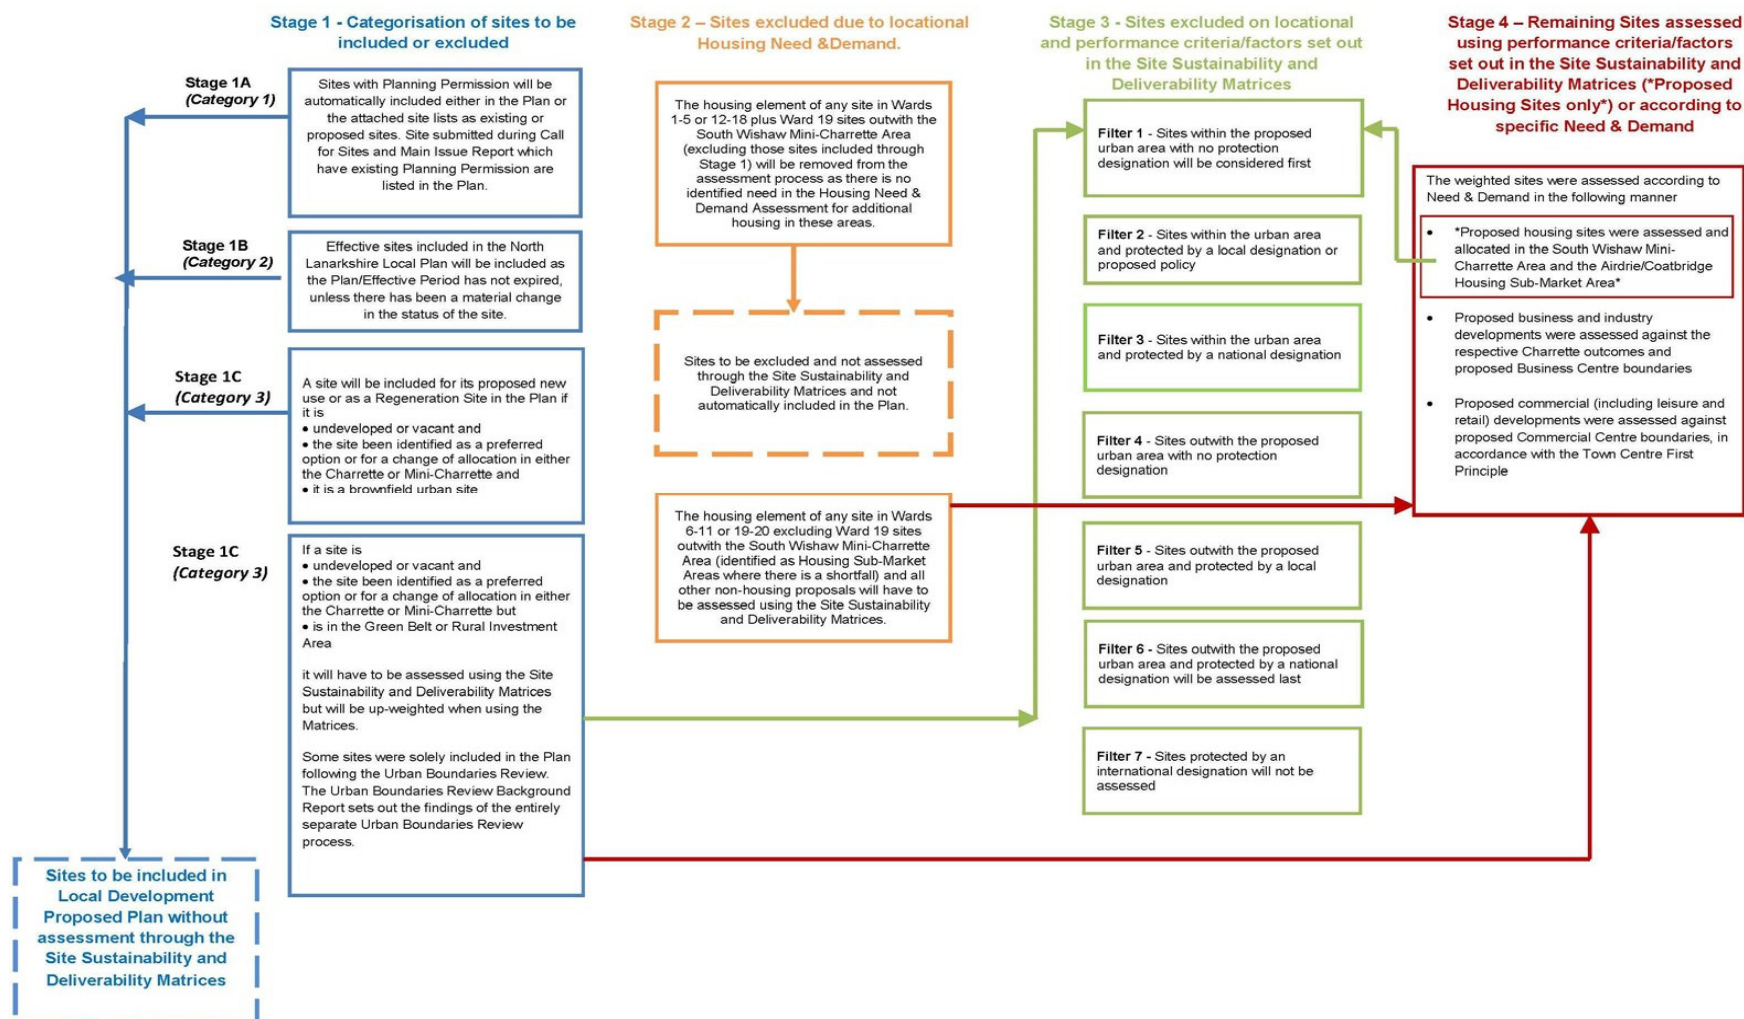 Stage 1 - Categorisation of sites to be
included or excluded
Stage 1A
(Category 1)
Sites with Planning Permission will be
automatically included either in the Plan or
the attached site lists as existing or
proposed sites. Site submitted during Call
for Sites and Main Issue Report which
have existing Planning Permission are
listed in the Plan.
Stage 1B
(Category 2)
Effective sites included in the North
Lanarkshire Local Plan will be included as
the Plan/Effective Period has not expired,
unless there has been a material change
in the status of the site.
Stage 1C
(Category 3)
A site will be included for its proposed new
use or as a Regeneration Site in the Plan if
it is
• undeveloped or vacant and
• the site been identified as a preferred
option or for a change of allocation in either
the Charrette or Mini-Charrette and
• it is a brownfield urban site
Stage 1C
(Category 3)
If a site is
• undeveloped or vacant and
• the site been identified as a preferred
option or for a change of allocation in either
the Charrette or Mini-Charrette but
• is in the Green Belt or Rural Investment
Area
it will have to be assessed using the Site
Sustainability and Deliverability Matrices
but will be up-weighted when using the
Matrices.
Some sites were solely included in the Plan
following the Urban Boundaries Review.
The Urban Boundaries Review Background
Report sets out the findings of the entirely
separate Urban Boundaries Review
process.
Sites to be included in
Local Development
Proposed Plan without
assessment through the
Site Sustainability and
Deliverability Matrices
Stage 2 – Sites excluded due to locational
Housing Need &Demand.
The housing element of any site in Wards
1-5 or 12-18 plus Ward 19 sites outwith the
South Wishaw Mini-Charrette Area
(excluding those sites included through
Stage 1) will be removed from the
assessment process as there is no
identified need in the Housing Need &
Demand Assessment for additional
housing in these areas.
Sites to be excluded and not assessed
through the Site Sustainability and
Deliverability Matrices and not
automatically included in the Plan.
The housing element of any site in Wards
6-11 or 19-20 excluding Ward 19 sites
outwith the South Wishaw Mini-Charrette
Area (identified as Housing Sub-Market
Areas where there is a shortfall) and all
other non-housing proposals will have to
be assessed using the Site Sustainability
and Deliverability Matrices.
Stage 3 - Sites excluded on locational
and performance criteria/factors set out
in the Site Sustainability and
Deliverability Matrices
Filter 1 - Sites within the proposed
urban area with no protection
designation will be considered first
Filter 2 - Sites within the urban area
and protected by a local designation or
proposed policy
Filter 3 - Sites within the urban area
and protected by a national designation
Filter 4 - Sites outwith the proposed
urban area with no protection
designation
Filter 5 - Sites outwith the proposed
urban area and protected by a local
designation
Filter 6 - Sites outwith the proposed
urban area and protected by a national
designation will be assessed last
Filter 7 - Sites protected by an
international designation will not be
assessed
Stage 4 – Remaining Sites assessed
using performance criteria/factors
set out in the Site Sustainability and
Deliverability Matrices (*Proposed
Housing Sites only*) or according to
specific Need & Demand
The weighted sites were assessed according to
Need & Demand in the following manner
• *Proposed housing sites were assessed and
allocated in the South Wishaw Mini-
Charrette Area and the Airdrie/Coatbridge
Housing Sub-Market Area*
• Proposed business and industry
developments were assessed against the
respective Charrette outcomes and
proposed Business Centre boundaries
• Proposed commercial (including leisure and
retail) developments were assessed against
proposed Commercial Centre boundaries, in
accordance with the Town Centre First
Principle